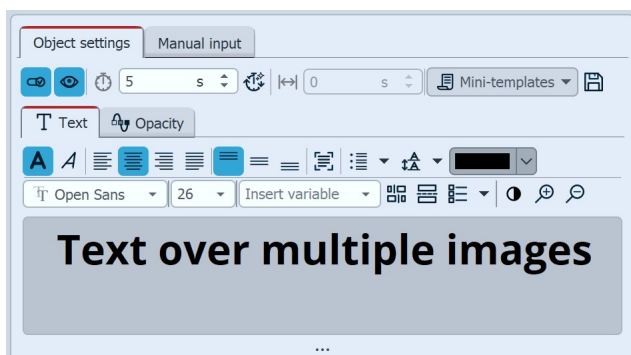 Object settings Manual input
5 s 0 s Mini-templates
T Text Opacity
A A
Tr Open Sans 26 Insert variable
Text over multiple images
...